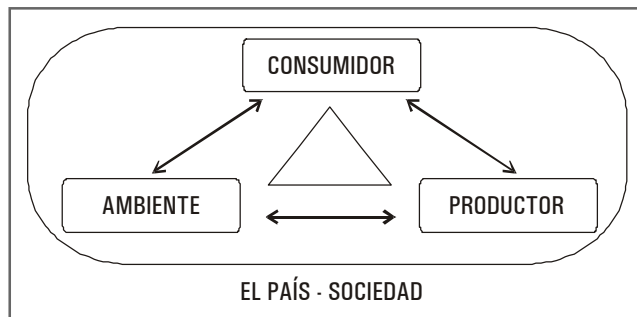 CONSUMIDOR
AMBIENTE
PRODUCTOR
EL PAÍS - SOCIEDAD